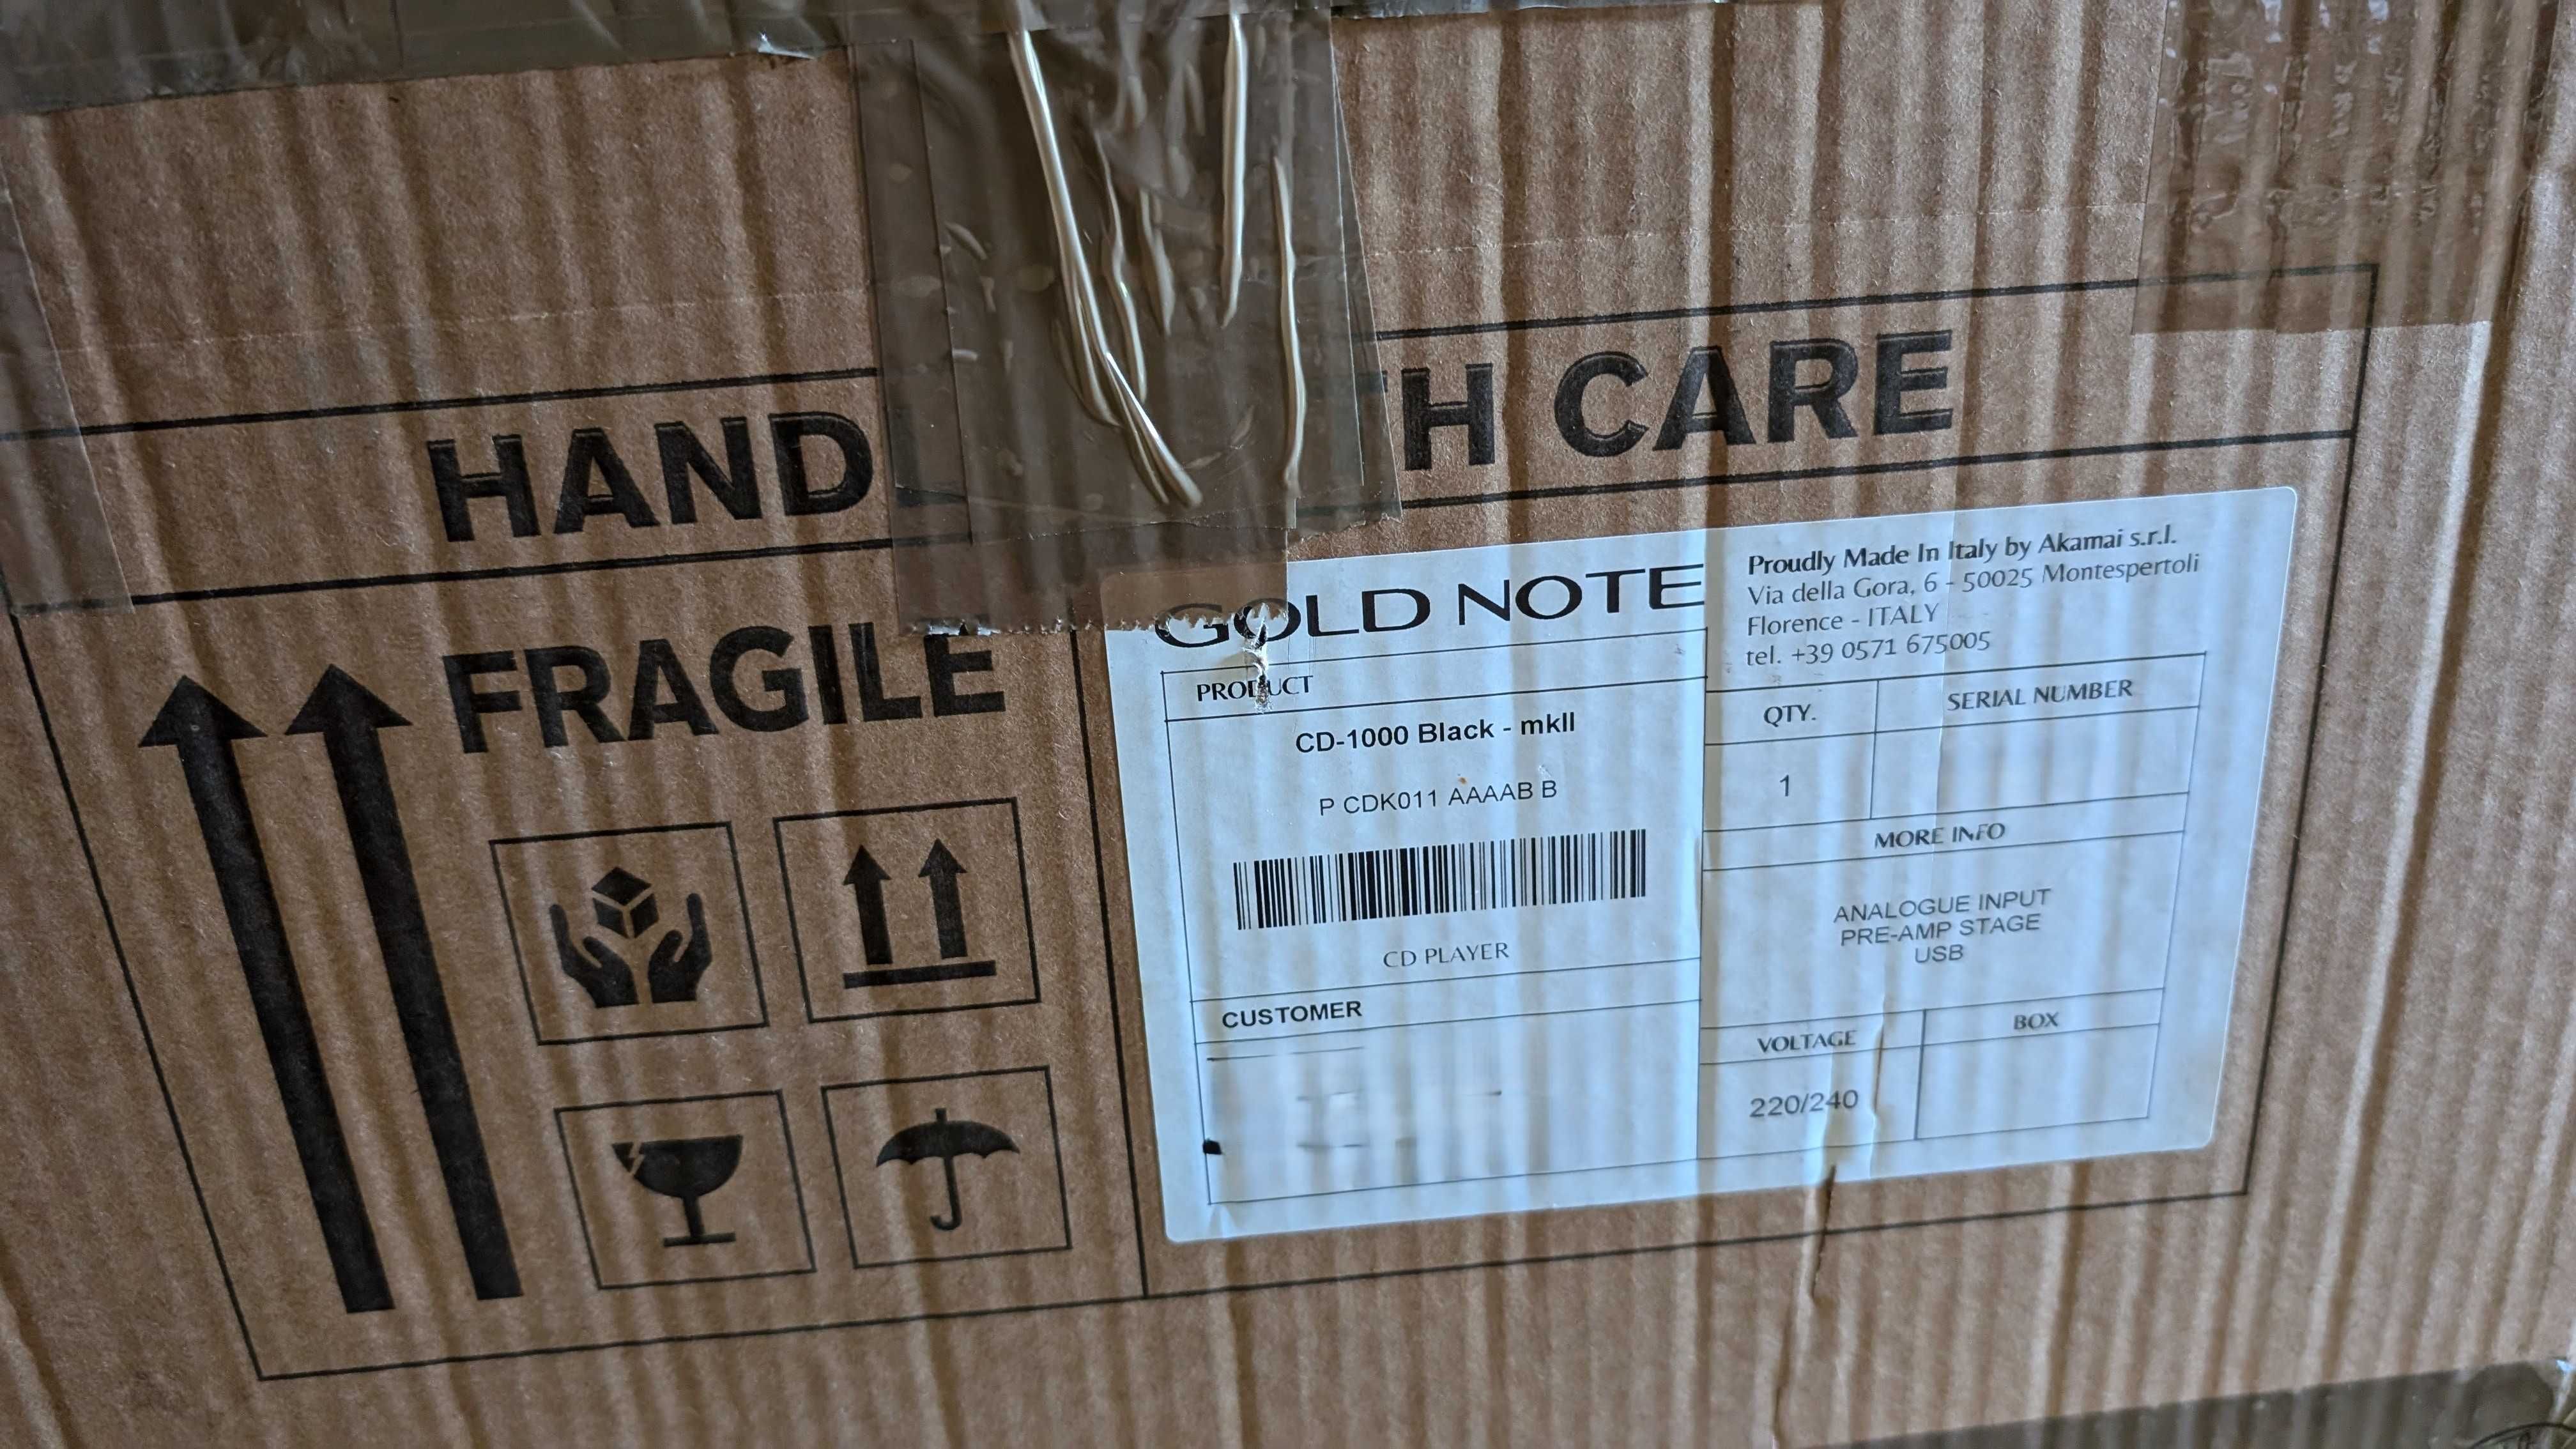 HAND
TH CARE
FRAGILE
GOLD NOTE
Proudly Made In Italy by Akamai s.r.l.
Via della Gora, 6 - 50025 Montespertoli
Florence - ITALY
tel. +39 0571 675005
PRODUCT
CD-1000 Black - mkII
P CDK011 AAAAB B
CD PLAYER
CUSTOMER
QTY.
SERIAL NUMBER
1
MORE INFO
ANALOGUE INPUT
PRE-AMP STAGE
USB
VOLTAGE
BOX
220/240